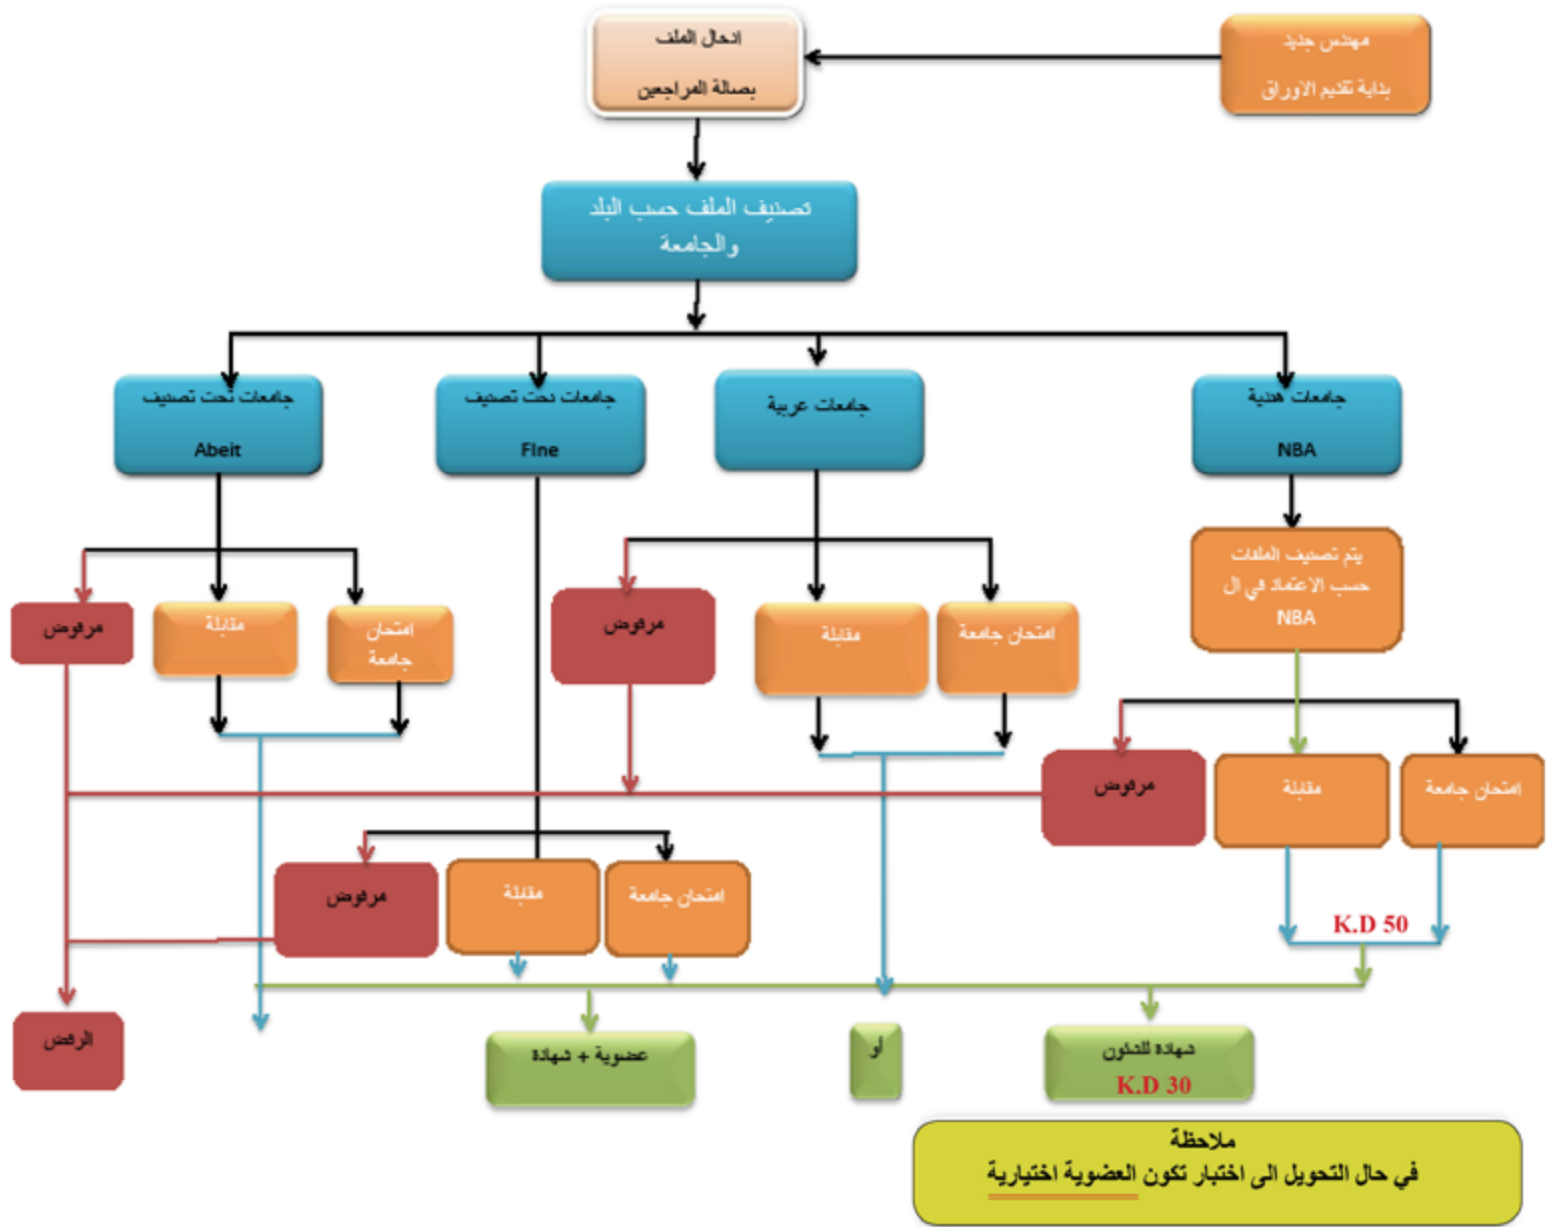 مهندس جديد
بداية تقديم الاوراق
ادخال الملف
بصالة المراجعين
تصنيف الملف حسب البلد
والجامعة
جامعات هندية
NBA
جامعات عربية
جامعات تحت تصنيف
FIne
جامعات تحت تصنيف
Abeit
يتم تصنيف الملفات
حسب الاعتماد في ال
NBA
امتحان جامعة
مقابلة
مرفوض
امتحان
جامعة
مقابلة
مرفوض
امتحان جامعة
مقابلة
مرفوض
امتحان جامعة
مقابلة
مرفوض
K.D 50
شهادة للشئون
K.D 30
أو
عضوية + شهادة
الرفض
ملاحظة
في حال التحويل الى اختبار تكون العضوية اختيارية